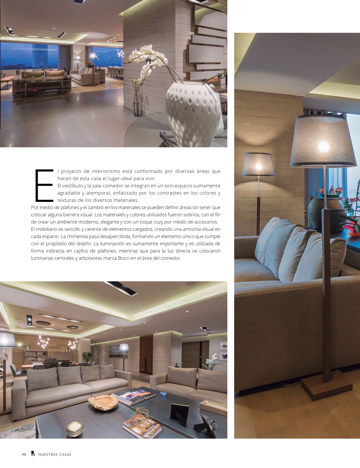 El proyecto de interiorismo está conformado por diversas áreas que
hacen de esta casa el lugar ideal para vivir.
El vestíbulo y la sala-comedor se integran en un solo espacio sumamente
agradable y atemporal, enfatizado por los contrastes en los colores y
texturas de los diversos materiales.
Por medio de plafones y el cambio en los materiales se pueden definir áreas sin tener que
colocar alguna barrera visual. Los materiales y colores utilizados fueron sobrios, con el fin
de crear un ambiente moderno, elegante y con un toque cozy por medio de accesorios.
El mobiliario es sencillo y carente de elementos cargados, creando una armonía visual en
cada espacio. La chimenea pasa desapercibida, formando un elemento único que cumple
con el propósito del diseño. La iluminación es sumamente importante y es utilizada de
forma indirecta en cajillos de plafones, mientras que para la luz directa se colocaron
luminarias centrales y arbotantes marca Bocci en el área del comedor.
NUESTRAS CASAS